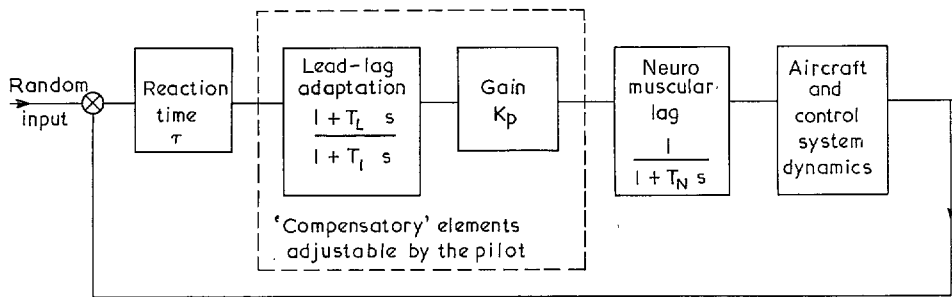 Random
input
Reaction
time
τ
Lead-lag
adaptation
1 + T_L s
1 + T_I s
Gain
K_p
Neuro
muscular
lag
1
1 + T_N s
Aircraft
and
control
system
dynamics
'Compensatory' elements
adjustable by the pilot